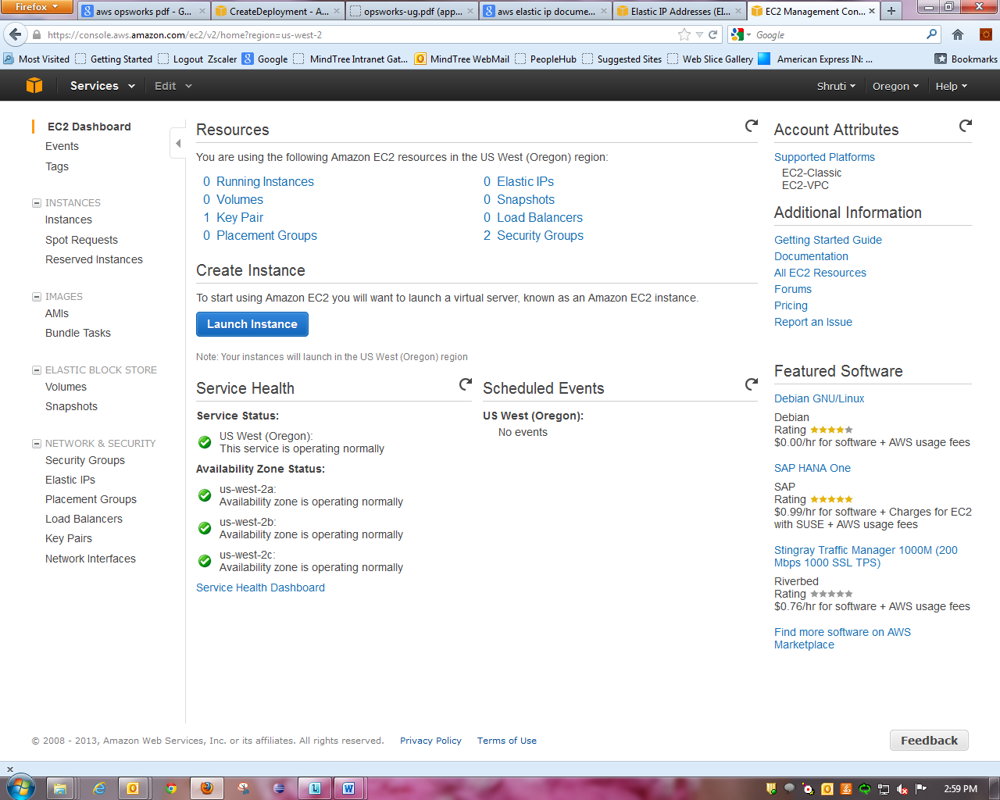 Firefox
aws opsworks pdf - G...
CreateDeployment - A...
opsworks-ug.pdf (app...
aws elastic ip docume...
Elastic IP Addresses (EI...
EC2 Management Con...
https://console.aws.amazon.com/ec2/v2/home?region=us-west-2
Google
Most Visited
Getting Started
Logout Zscaler
Google
MindTree Intranet Gat...
MindTree WebMail
PeopleHub
Suggested Sites
Web Slice Gallery
American Express IN: ...
Bookmarks
Services
Edit
Shruti
Oregon
Help
EC2 Dashboard
Events
Tags
INSTANCES
Instances
Spot Requests
Reserved Instances
IMAGES
AMIs
Bundle Tasks
ELASTIC BLOCK STORE
Volumes
Snapshots
NETWORK & SECURITY
Security Groups
Elastic IPs
Placement Groups
Load Balancers
Key Pairs
Network Interfaces
Resources
You are using the following Amazon EC2 resources in the US West (Oregon) region:
0 Running Instances
0 Elastic IPs
0 Volumes
0 Snapshots
1 Key Pair
0 Load Balancers
0 Placement Groups
2 Security Groups
Create Instance
To start using Amazon EC2 you will want to launch a virtual server, known as an Amazon EC2 instance.
Launch Instance
Note: Your instances will launch in the US West (Oregon) region
Service Health
Service Status:
US West (Oregon):
This service is operating normally
Availability Zone Status:
us-west-2a:
Availability zone is operating normally
us-west-2b:
Availability zone is operating normally
us-west-2c:
Availability zone is operating normally
Service Health Dashboard
Scheduled Events
US West (Oregon):
No events
Account Attributes
Supported Platforms
EC2-Classic
EC2-VPC
Additional Information
Getting Started Guide
Documentation
All EC2 Resources
Forums
Pricing
Report an Issue
Featured Software
Debian GNU/Linux
Debian
Rating
$0.00/hr for software + AWS usage fees
SAP HANA One
SAP
Rating
$0.99/hr for software + Charges for EC2
with SUSE + AWS usage fees
Stingray Traffic Manager 1000M (200
Mbps 1000 SSL TPS)
Riverbed
Rating
$0.76/hr for software + AWS usage fees
Find more software on AWS
Marketplace
© 2008 - 2013, Amazon Web Services, Inc. or its affiliates. All rights reserved.
Privacy Policy
Terms of Use
Feedback
2:59 PM